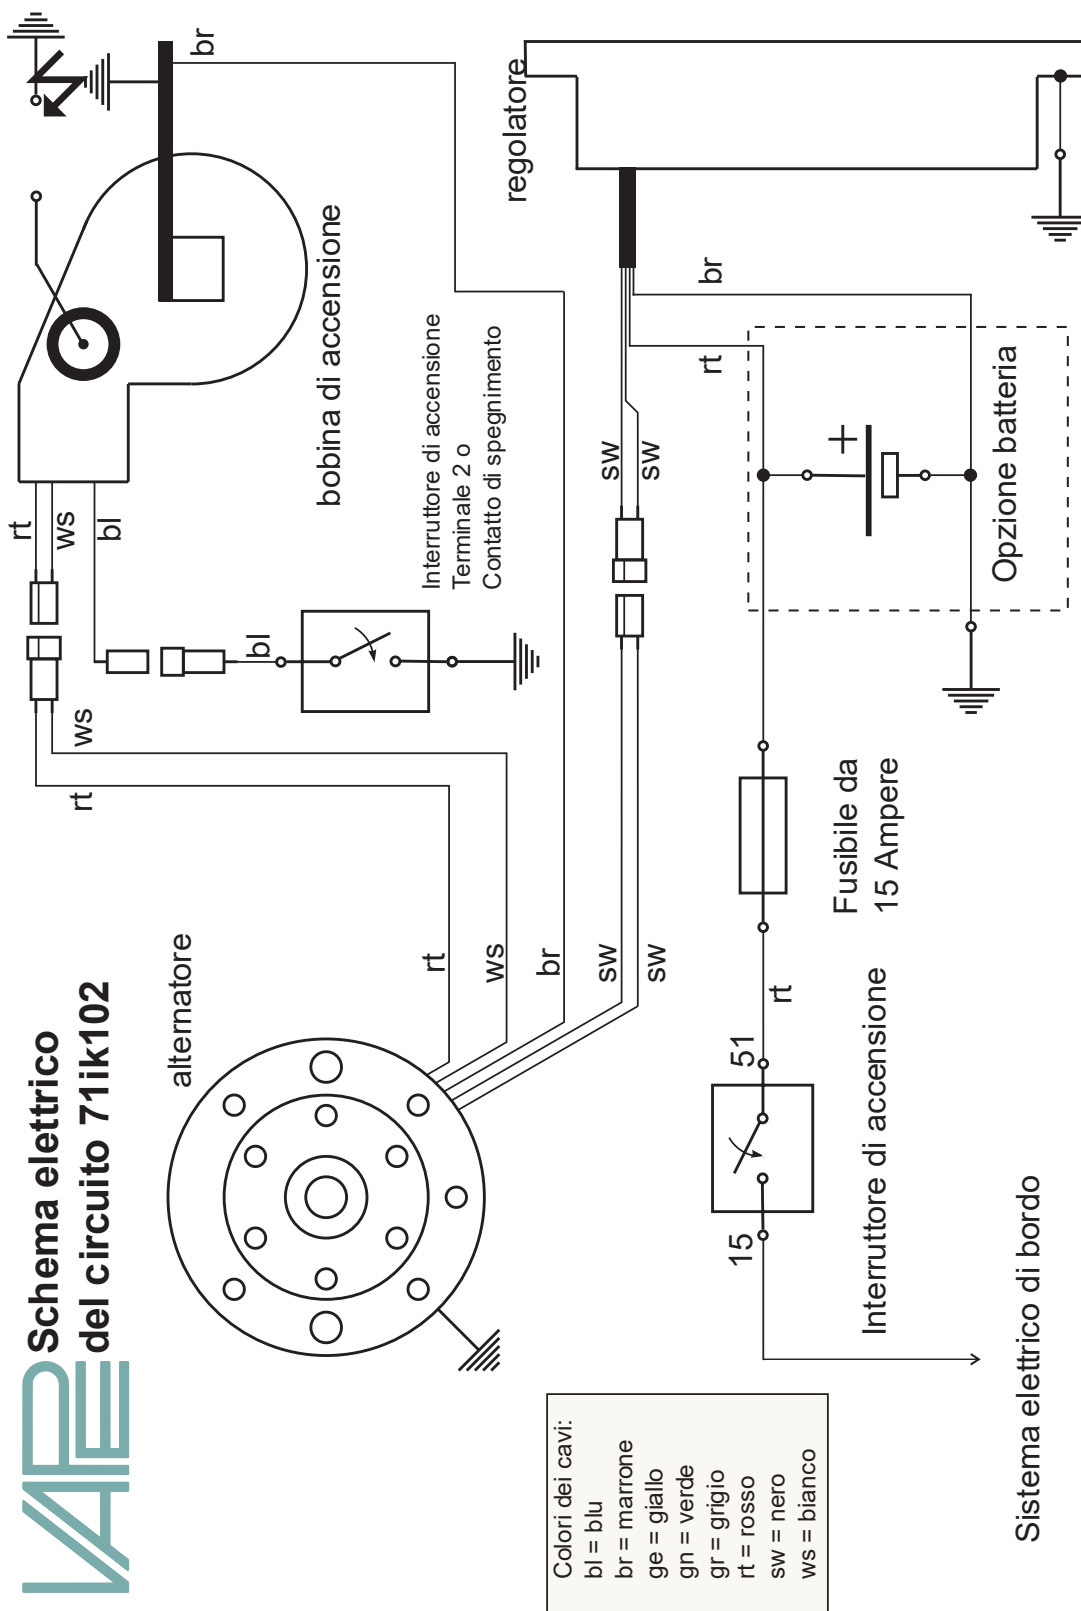 VAPE
Schema elettrico
del circuito 71ik102
alternatore
rt
ws
br
sw
sw
rt
ws
rt
ws
bl
bl
br
bobina di accensione
Interruttore di accensione
Terminale 2 o
Contatto di spegnimento
regolatore
sw
sw
rt
br
+
Opzione batteria
Fusibile da
15 Ampere
rt
51
15
Interruttore di accensione
Sistema elettrico di bordo
Colori dei cavi:
bl = blu
br = marrone
ge = giallo
gn = verde
gr = grigio
rt = rosso
sw = nero
ws = bianco